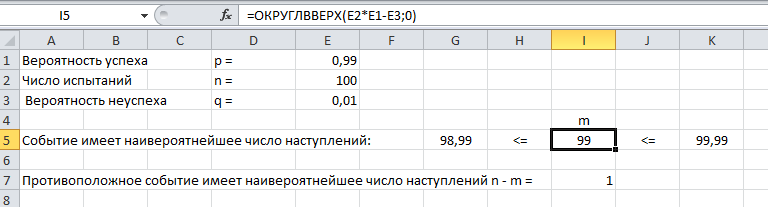 I5 fx =ОКРУГЛВВЕРХ(E2*E1-E3;0)
A B C D E F G H I J K
1 Вероятность успеха p = 0,99
2 Число испытаний n = 100
3 Вероятность неуспеха q = 0,01
4 m
5 Событие имеет наивероятнейшее число наступлений: 98,99 <= 99 <= 99,99
6
7 Противоположное событие имеет наивероятнейшее число наступлений n - m = 1
8